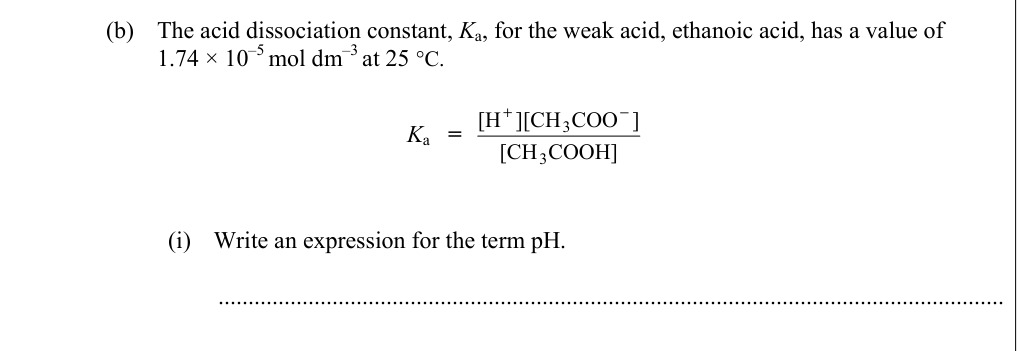 (b) The acid dissociation constant, Kₐ, for the weak acid, ethanoic acid, has a value of
1.74 × 10⁻⁵ mol dm⁻³ at 25 °C.
Kₐ = [H⁺][CH₃COO⁻] / [CH₃COOH]
(i) Write an expression for the term pH.